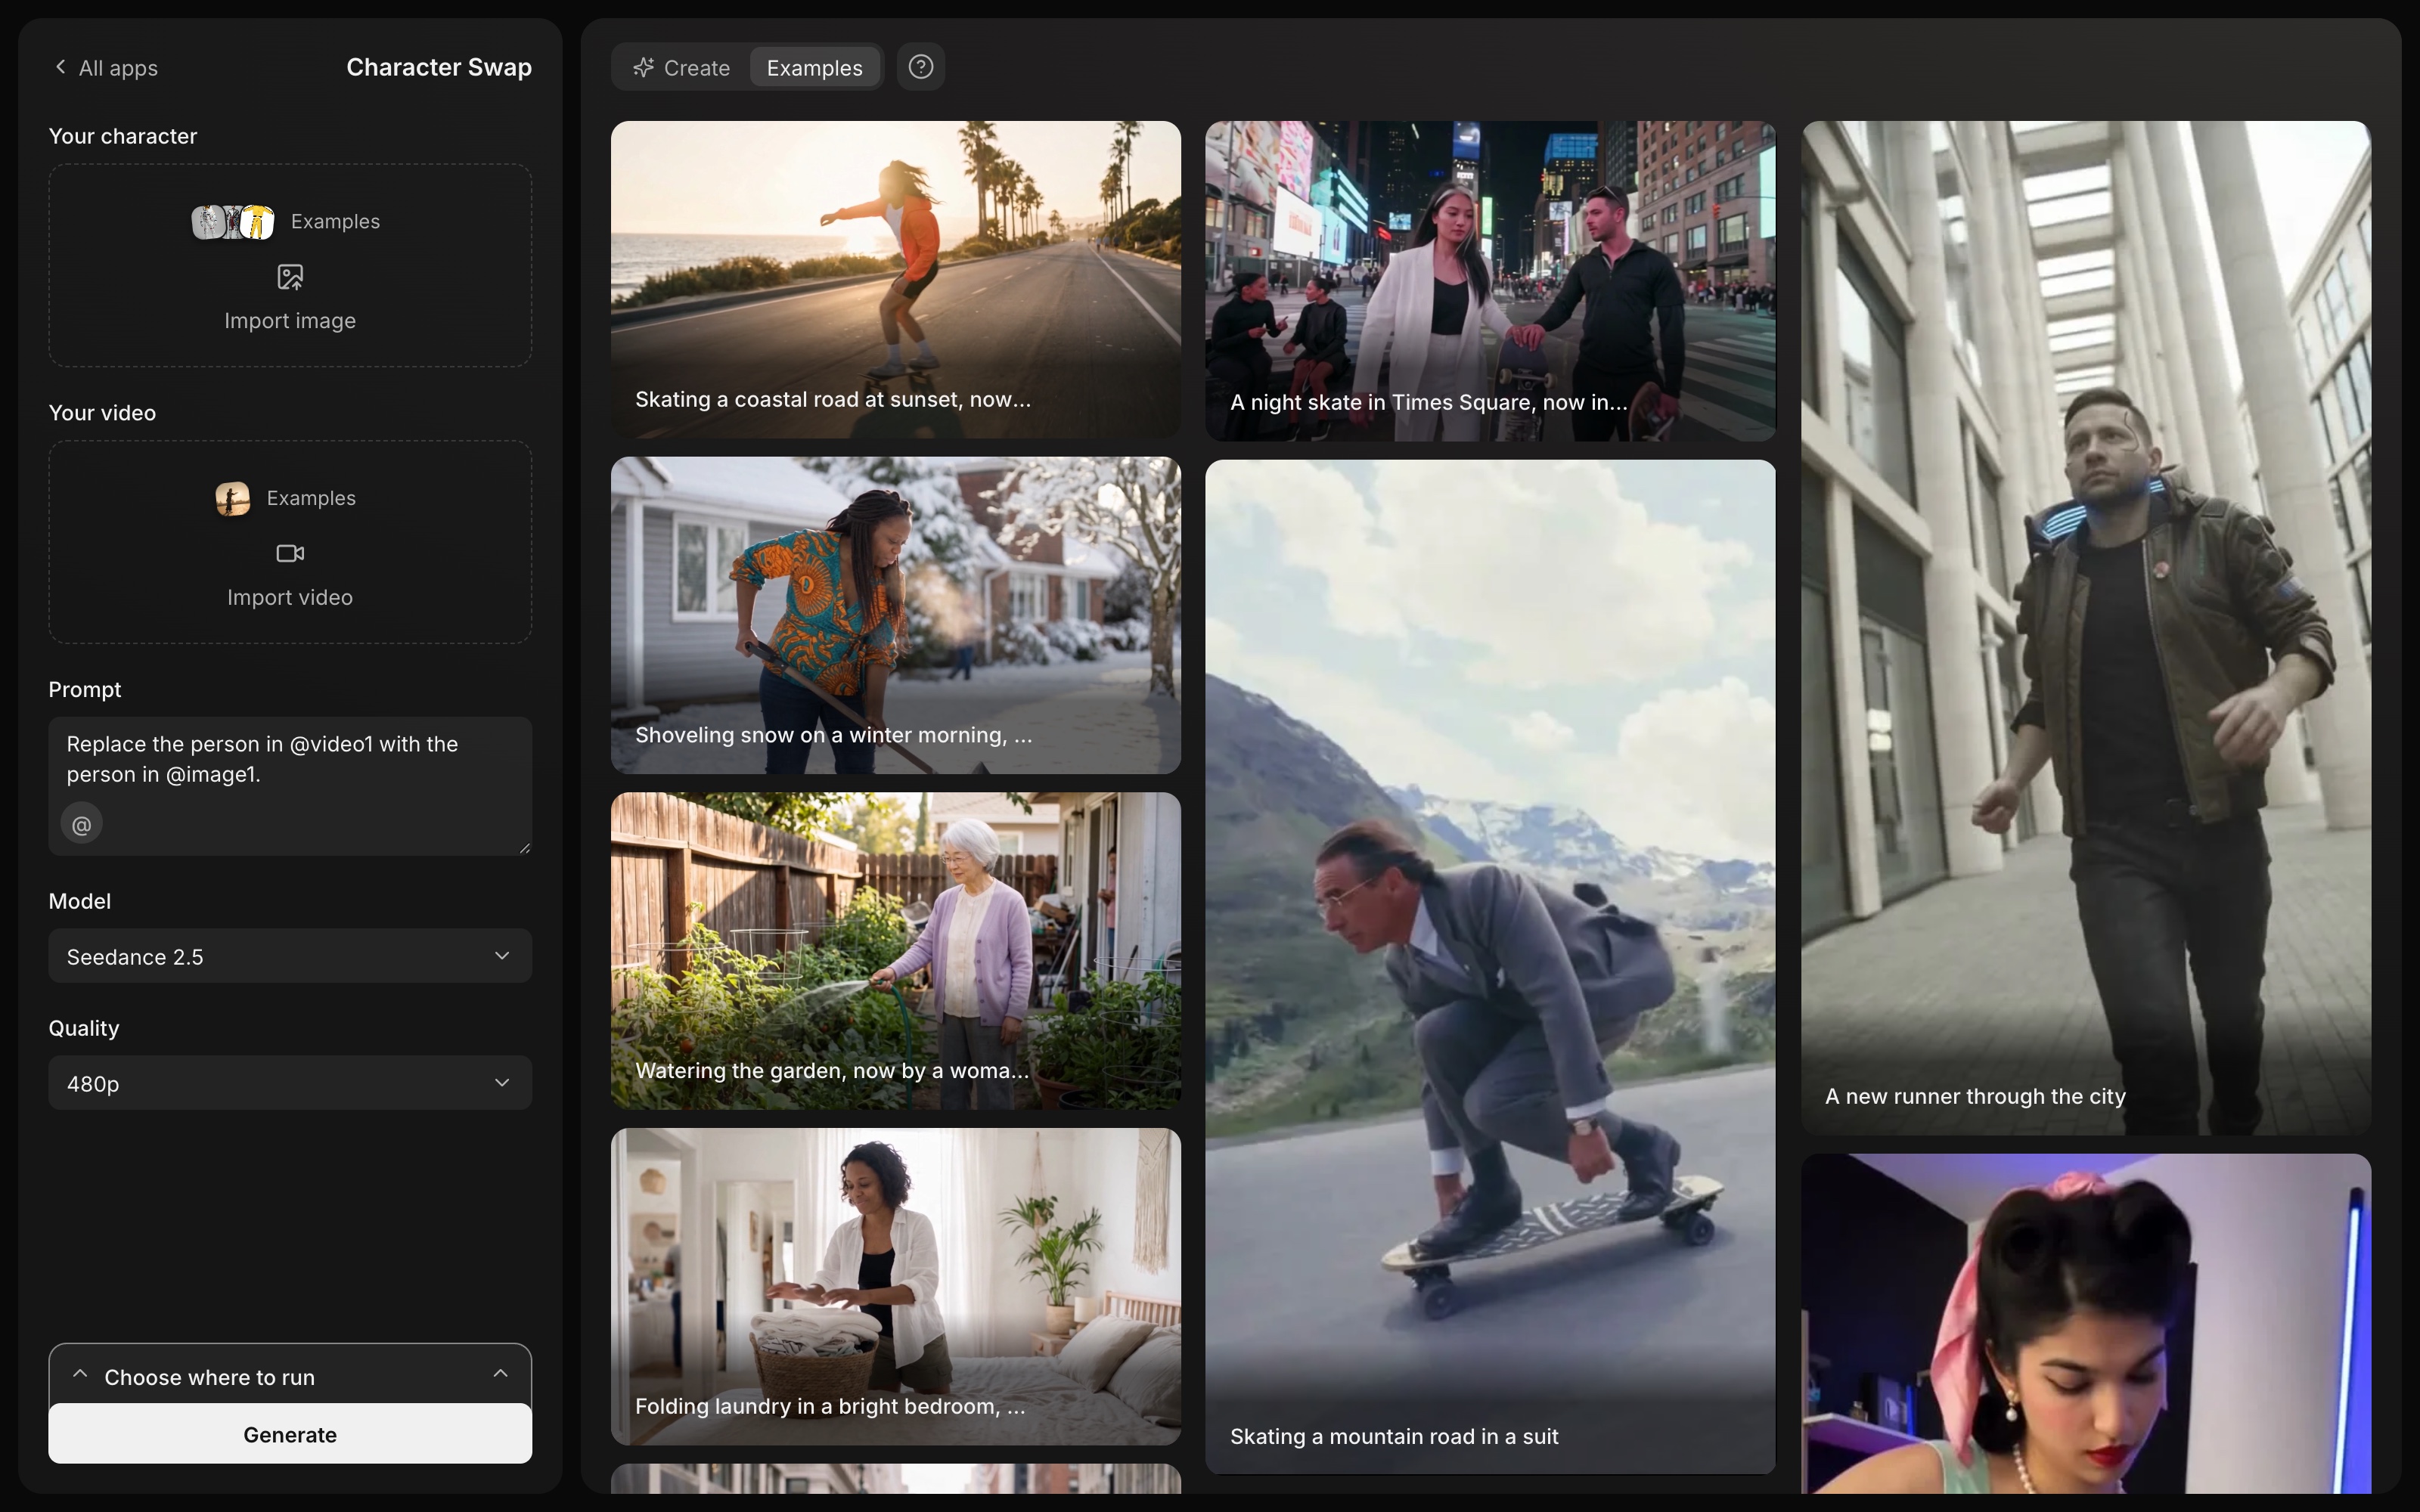 All apps
Character Swap
Your character
Examples
Import image
Your video
Examples
Import video
Prompt
Replace the person in @video1 with the
person in @image1.
@
Model
Seedance 2.5
Quality
480p
Choose where to run
Generate
Create
Examples
Skating a coastal road at sunset, now...
Shoveling snow on a winter morning, ...
Watering the garden, now by a woma...
Folding laundry in a bright bedroom, ...
A night skate in Times Square, now in...
Skating a mountain road in a suit
A new runner through the city